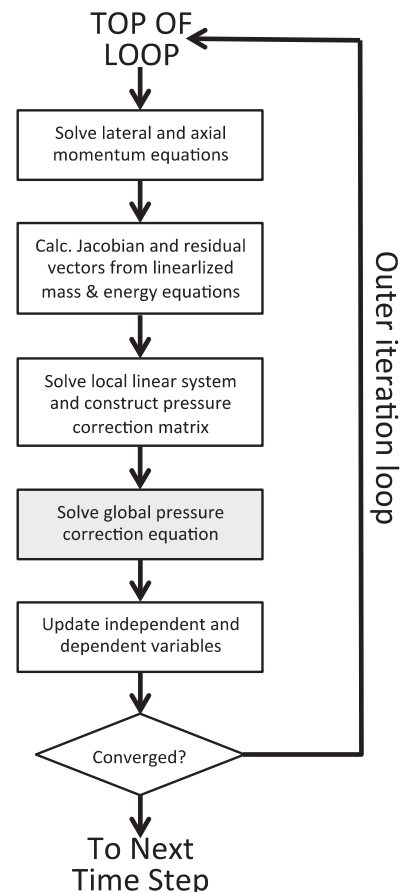 TOP OF
LOOP
Solve lateral and axial
momentum equations
Calc. Jacobian and residual
vectors from linearlized
mass & energy equations
Solve local linear system
and construct pressure
correction matrix
Solve global pressure
correction equation
Update independent and
dependent variables
Converged?
To Next
Time Step
Outer iteration loop